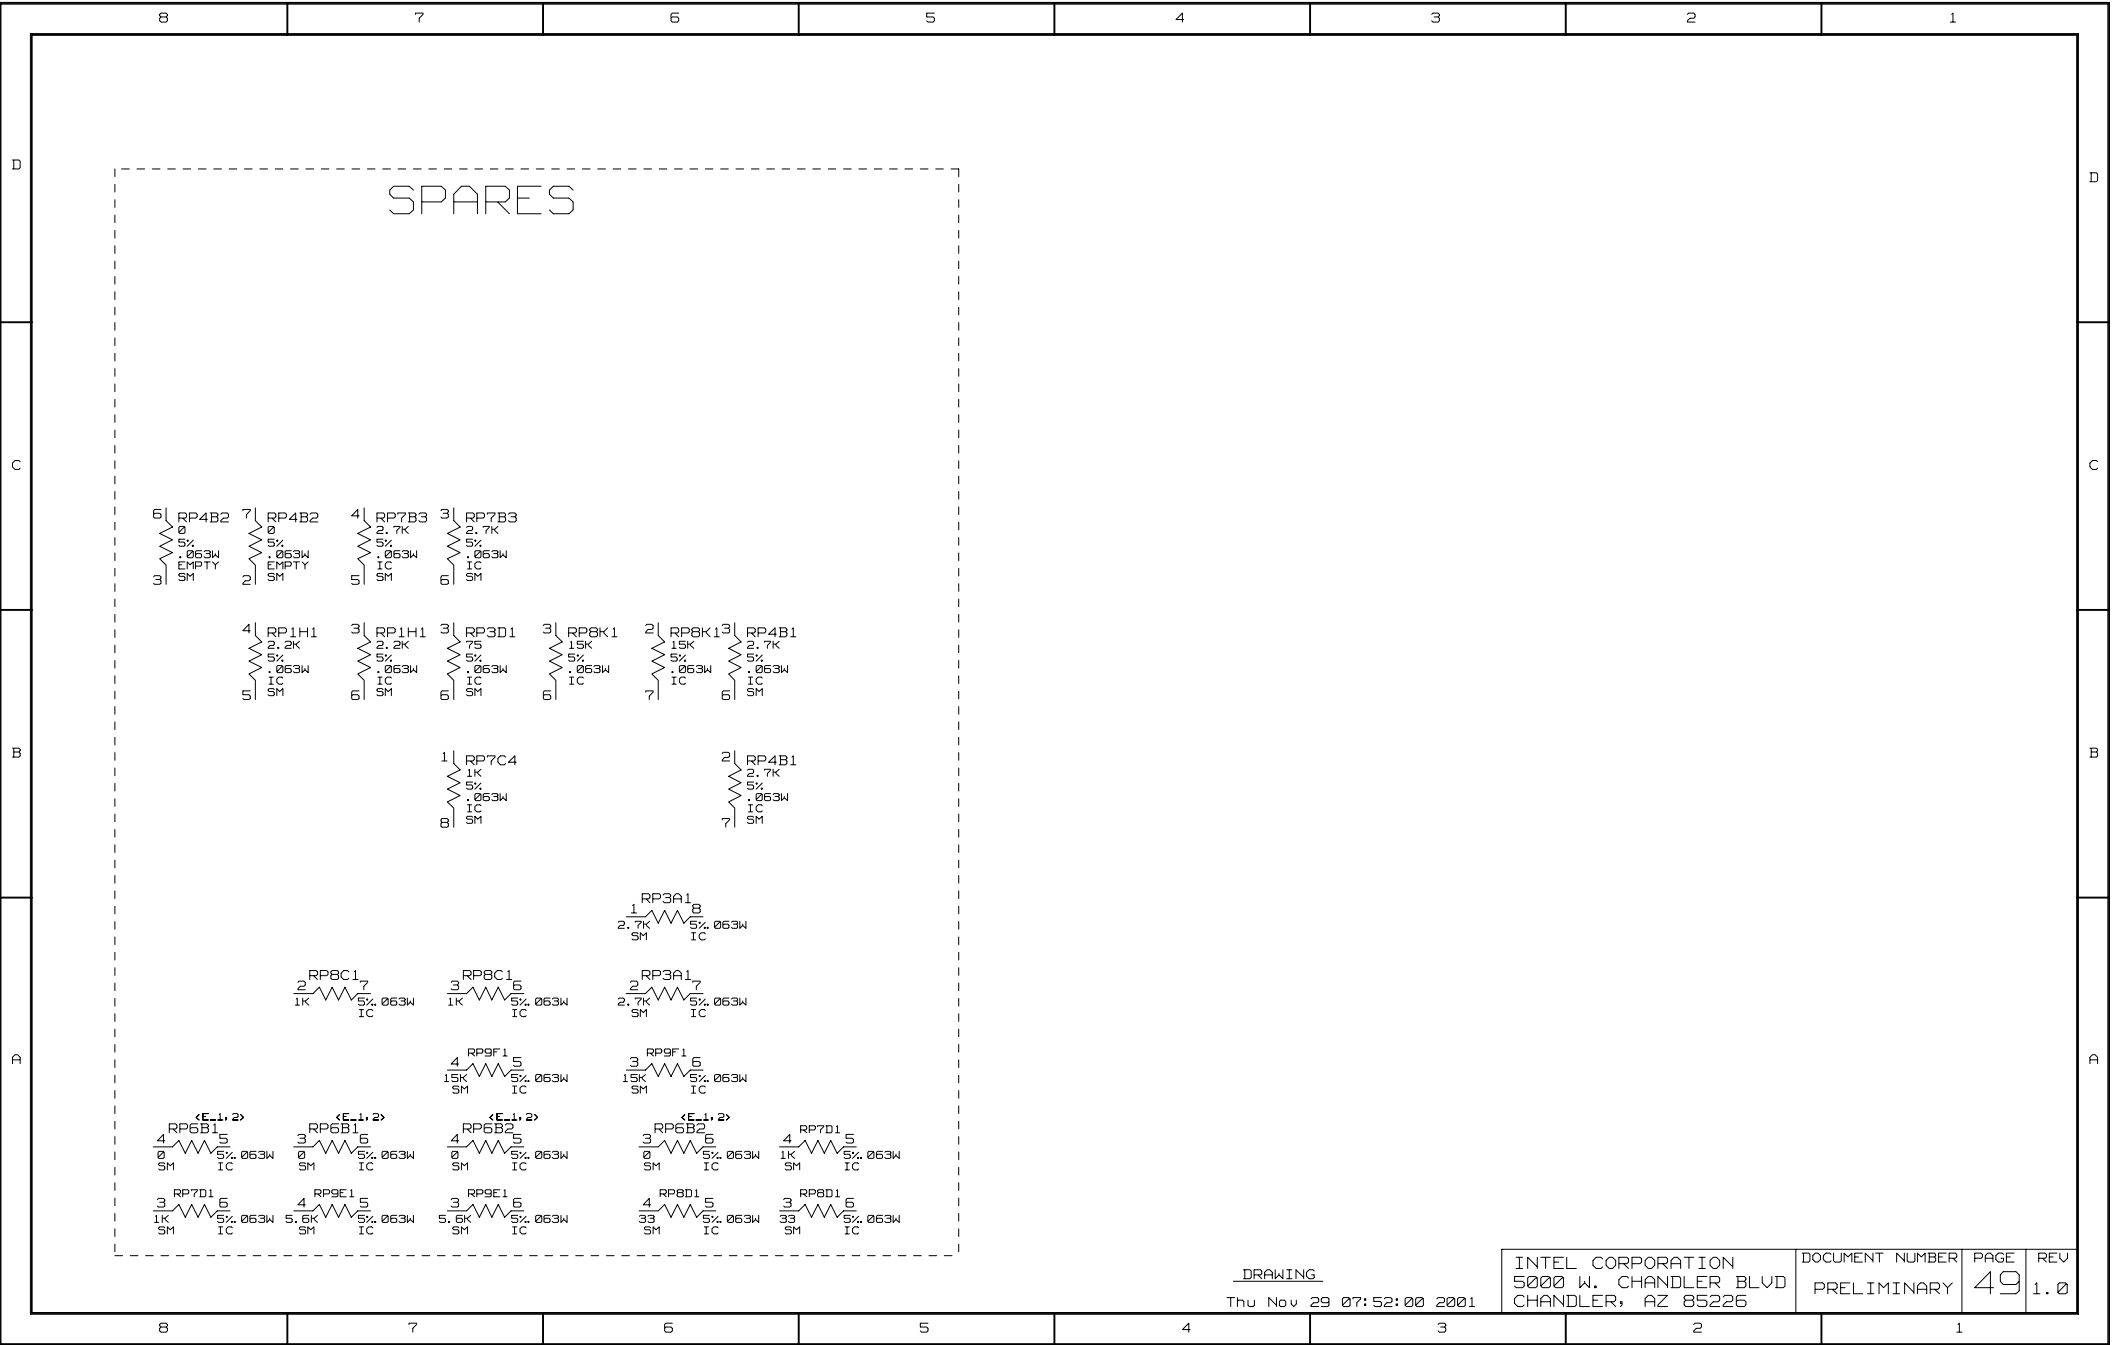 8 7 6 5 4 3 2 1
D D
SPARES
C C
6 RP4B2 7 RP4B2 4 RP7B3 3 RP7B3
0 0 2.7K 2.7K
5% 5% 5% 5%
.063W .063W .063W .063W
EMPTY EMPTY IC IC
3 SM 2 SM 5 SM 6 SM
4 RP1H1 3 RP1H1 3 RP3D1 3 RP8K1 2 RP8K1 3 RP4B1
2.2K 2.2K 75 15K 15K 2.7K
5% 5% 5% 5% 5% 5%
.063W .063W .063W .063W .063W .063W
IC IC IC IC IC IC
5 SM 6 SM 6 SM 6 7 6 SM
B B
1 RP7C4 2 RP4B1
1K 2.7K
5% 5%
.063W .063W
IC IC
8 SM 7 SM
RP3A1
1 8
2.7K 5% .063W
SM IC
RP8C1 RP8C1 RP3A1
2 7 3 6 2 7
1K 5% .063W 1K 5% .063W 2.7K 5% .063W
IC IC SM IC
A A
RP9F1 RP9F1
4 5 3 6
15K 5% .063W 15K 5% .063W
SM IC SM IC
<E_1,2> <E_1,2> <E_1,2> <E_1,2>
RP6B1 RP6B1 RP6B2 RP6B2 RP7D1
4 5 3 6 4 5 3 6 4 5
0 5% .063W 0 5% .063W 0 5% .063W 0 5% .063W 1K 5% .063W
SM IC SM IC SM IC SM IC SM IC
RP7D1 RP9E1 RP9E1 RP8D1 RP8D1
3 6 4 5 3 6 4 5 3 6
1K 5% .063W 5.6K 5% .063W 5.6K 5% .063W 33 5% .063W 33 5% .063W
SM IC SM IC SM IC SM IC SM IC
DRAWING
Thu Nov 29 07:52:00 2001
INTEL CORPORATION
5000 W. CHANDLER BLVD
CHANDLER, AZ 85226
DOCUMENT NUMBER
PRELIMINARY
PAGE
49
REV
1.0
8 7 6 5 4 3 2 1